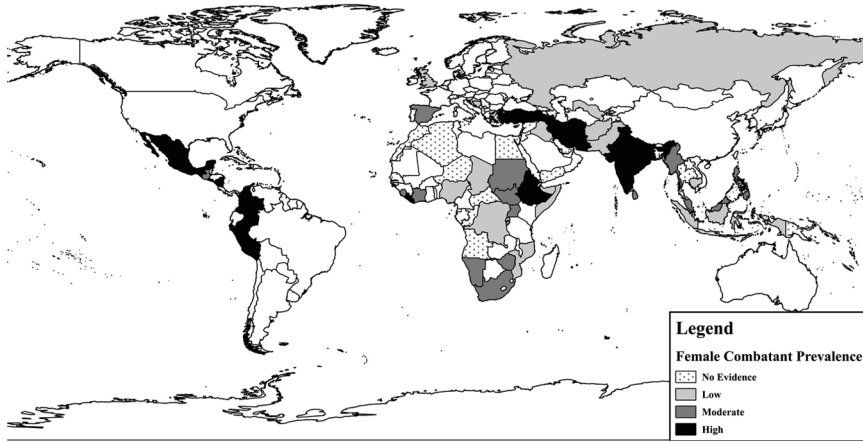 Legend
Female Combatant Prevalence
No Evidence
Low
Moderate
High